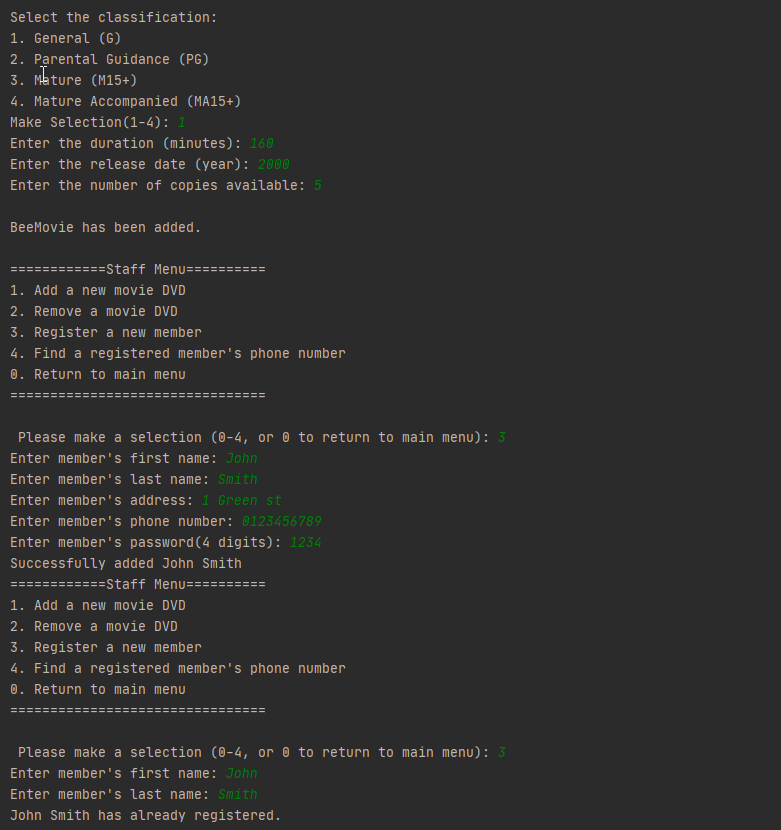 Select the classification:
1. General (G)
2. Parental Guidance (PG)
3. Mature (M15+)
4. Mature Accompanied (MA15+)
Make Selection(1-4): 1
Enter the duration (minutes): 160
Enter the release date (year): 2000
Enter the number of copies available: 5
BeeMovie has been added.
============Staff Menu==========
1. Add a new movie DVD
2. Remove a movie DVD
3. Register a new member
4. Find a registered member's phone number
0. Return to main menu
================================
Please make a selection (0-4, or 0 to return to main menu): 3
Enter member's first name: John
Enter member's last name: Smith
Enter member's address: 1 Green st
Enter member's phone number: 0123456789
Enter member's password(4 digits): 1234
Successfully added John Smith
============Staff Menu==========
1. Add a new movie DVD
2. Remove a movie DVD
3. Register a new member
4. Find a registered member's phone number
0. Return to main menu
================================
Please make a selection (0-4, or 0 to return to main menu): 3
Enter member's first name: John
Enter member's last name: Smith
John Smith has already registered.